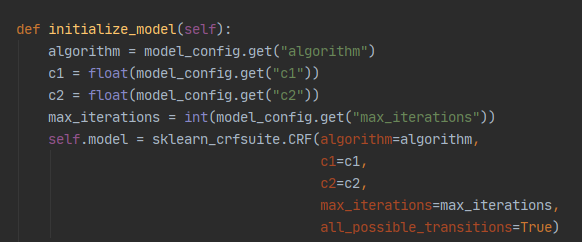 def initialize_model(self):
    algorithm = model_config.get("algorithm")
    c1 = float(model_config.get("c1"))
    c2 = float(model_config.get("c2"))
    max_iterations = int(model_config.get("max_iterations"))
    self.model = sklearn_crfsuite.CRF(algorithm=algorithm,
                                      c1=c1,
                                      c2=c2,
                                      max_iterations=max_iterations,
                                      all_possible_transitions=True)